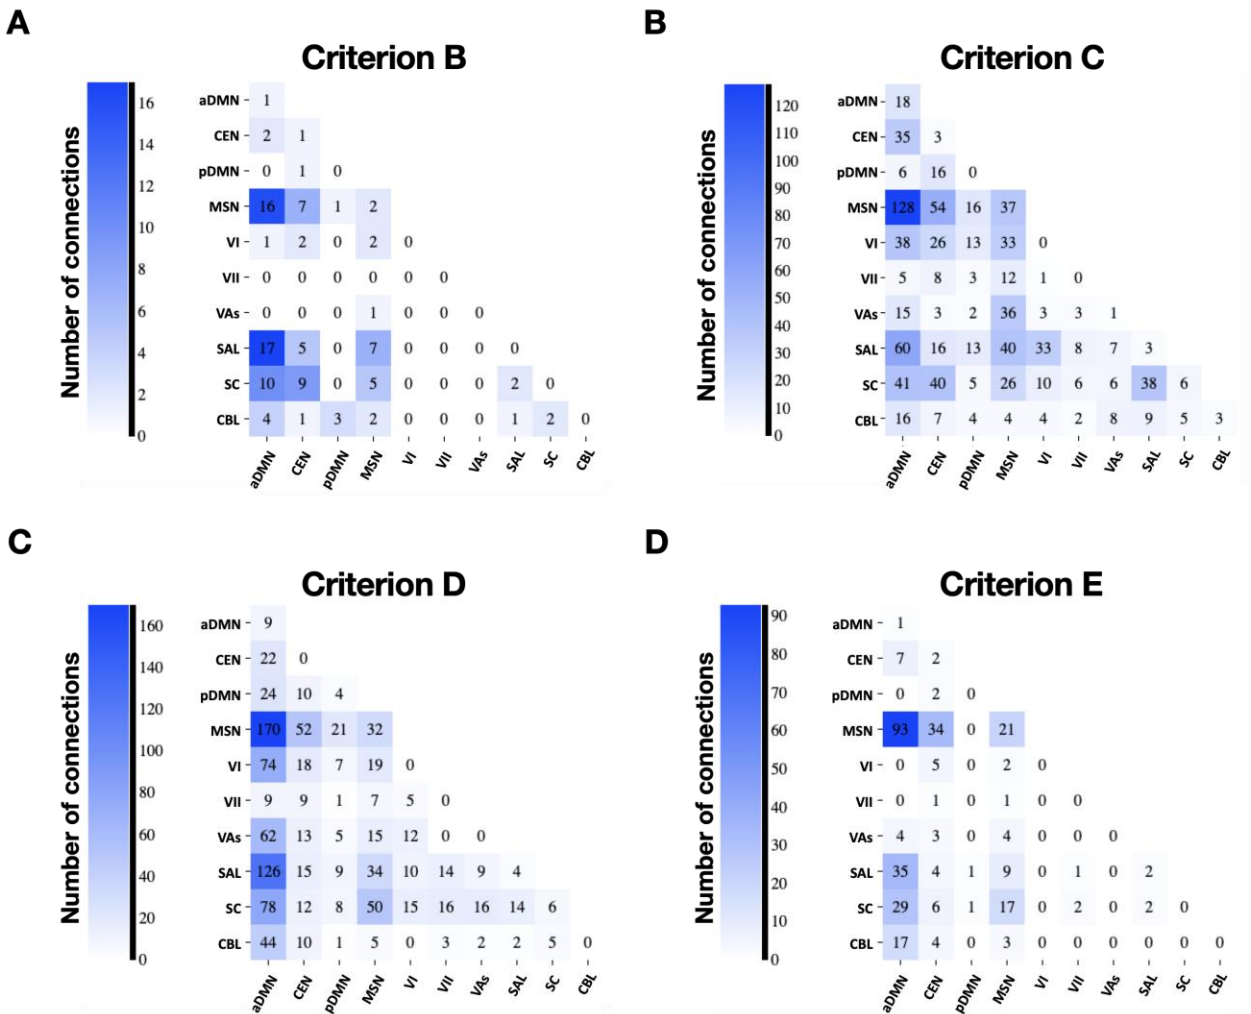 A
Criterion B
Number of connections
16
14
12
10
8
6
4
2
0
aDMN 1
CEN 2 1
pDMN 0 1 0
MSN 16 7 1 2
VI 1 2 0 2 0
VII 0 0 0 0 0 0
VAs 0 0 0 1 0 0 0
SAL 17 5 0 7 0 0 0 0
SC 10 9 0 5 0 0 0 2 0
CBL 4 1 3 2 0 0 0 1 2 0
aDMN CEN pDMN MSN VI VII VAs SAL SC CBL
B
Criterion C
Number of connections
120
110
100
90
80
70
60
50
40
30
20
10
0
aDMN 18
CEN 35 3
pDMN 6 16 0
MSN 128 54 16 37
VI 38 26 13 33 0
VII 5 8 3 12 1 0
VAs 15 3 2 36 3 3 1
SAL 60 16 13 40 33 8 7 3
SC 41 40 5 26 10 6 6 38 6
CBL 16 7 4 4 4 2 8 9 5 3
aDMN CEN pDMN MSN VI VII VAs SAL SC CBL
C
Criterion D
Number of connections
160
140
120
100
80
60
40
20
0
aDMN 9
CEN 22 0
pDMN 24 10 4
MSN 170 52 21 32
VI 74 18 7 19 0
VII 9 9 1 7 5 0
VAs 62 13 5 15 12 0 0
SAL 126 15 9 34 10 14 9 4
SC 78 12 8 50 15 16 16 14 6
CBL 44 10 1 5 0 3 2 2 5 0
aDMN CEN pDMN MSN VI VII VAs SAL SC CBL
D
Criterion E
Number of connections
90
80
70
60
50
40
30
20
10
0
aDMN 1
CEN 7 2
pDMN 0 2 0
MSN 93 34 0 21
VI 0 5 0 2 0
VII 0 1 0 1 0 0
VAs 4 3 0 4 0 0 0
SAL 35 4 1 9 0 1 0 2
SC 29 6 1 17 0 2 0 2 0
CBL 17 4 0 3 0 0 0 0 0 0
aDMN CEN pDMN MSN VI VII VAs SAL SC CBL